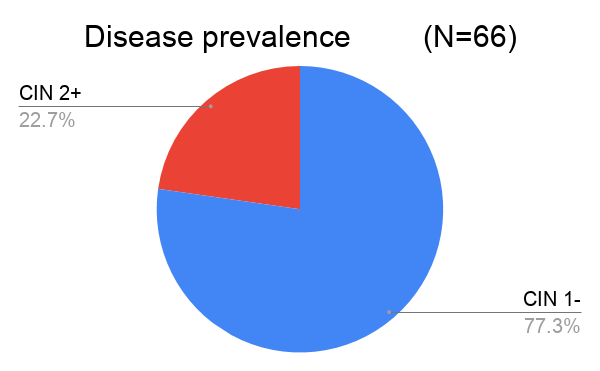 Disease prevalence (N=66)
CIN 2+
22.7%
CIN 1-
77.3%